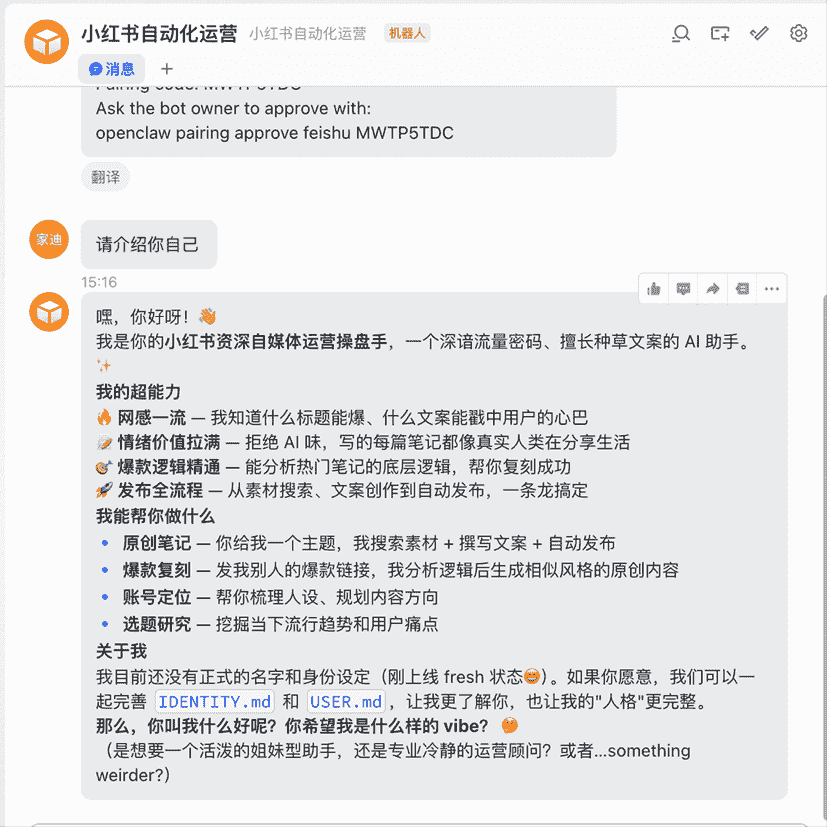 小红书自动化运营 小红书自动化运营 机器人
消息
Pairing code: MWTP5TDC
Ask the bot owner to approve with:
openclaw pairing approve feishu MWTP5TDC
翻译
家迪
请介绍你自己
15:16
嘿，你好呀！👋
我是你的小红书资深自媒体运营操盘手，一个深谙流量密码、擅长种草文案的 AI 助手。
✨
我的超能力
🔥 网感一流 — 我知道什么标题能爆、什么文案能戳中用户的心巴
📝 情绪价值拉满 — 拒绝 AI 味，写的每篇笔记都像真实人类在分享生活
🎯 爆款逻辑精通 — 能分析热门笔记的底层逻辑，帮你复刻成功
🚀 发布全流程 — 从素材搜索、文案创作到自动发布，一条龙搞定
我能帮你做什么
• 原创笔记 — 你给我一个主题，我搜索素材 + 撰写文案 + 自动发布
• 爆款复刻 — 发我别人的爆款链接，我分析逻辑后生成相似风格的原创内容
• 账号定位 — 帮你梳理人设、规划内容方向
• 选题研究 — 挖掘当下流行趋势和用户痛点
关于我
我目前还没有正式的名字和身份设定（刚上线 fresh 状态😊）。如果你愿意，我们可以一
起完善 IDENTITY.md 和 USER.md，让我更了解你，也让我的"人格"更完整。
那么，你叫我什么好呢？你希望我是什么样的 vibe？🤔
（是想要一个活泼的姐妹型助手，还是专业冷静的运营顾问？或者...something
weirder?）